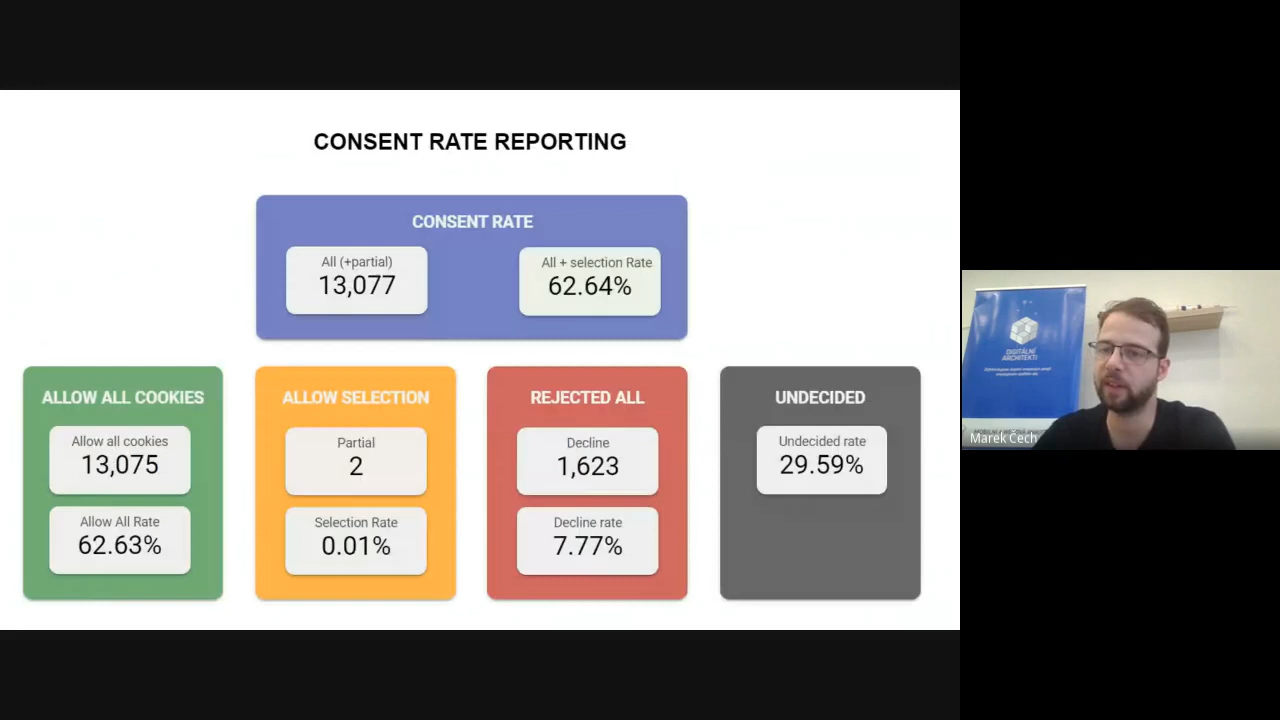 CONSENT RATE REPORTING
CONSENT RATE
All (+partial)
13,077
All + selection Rate
62.64%
ALLOW ALL COOKIES
Allow all cookies
13,075
Allow All Rate
62.63%
ALLOW SELECTION
Partial
2
Selection Rate
0.01%
REJECTED ALL
Decline
1,623
Decline rate
7.77%
UNDECIDED
Undecided rate
29.59%
DIGITÁLNÍ
ARCHITEKTI
Marek Čech